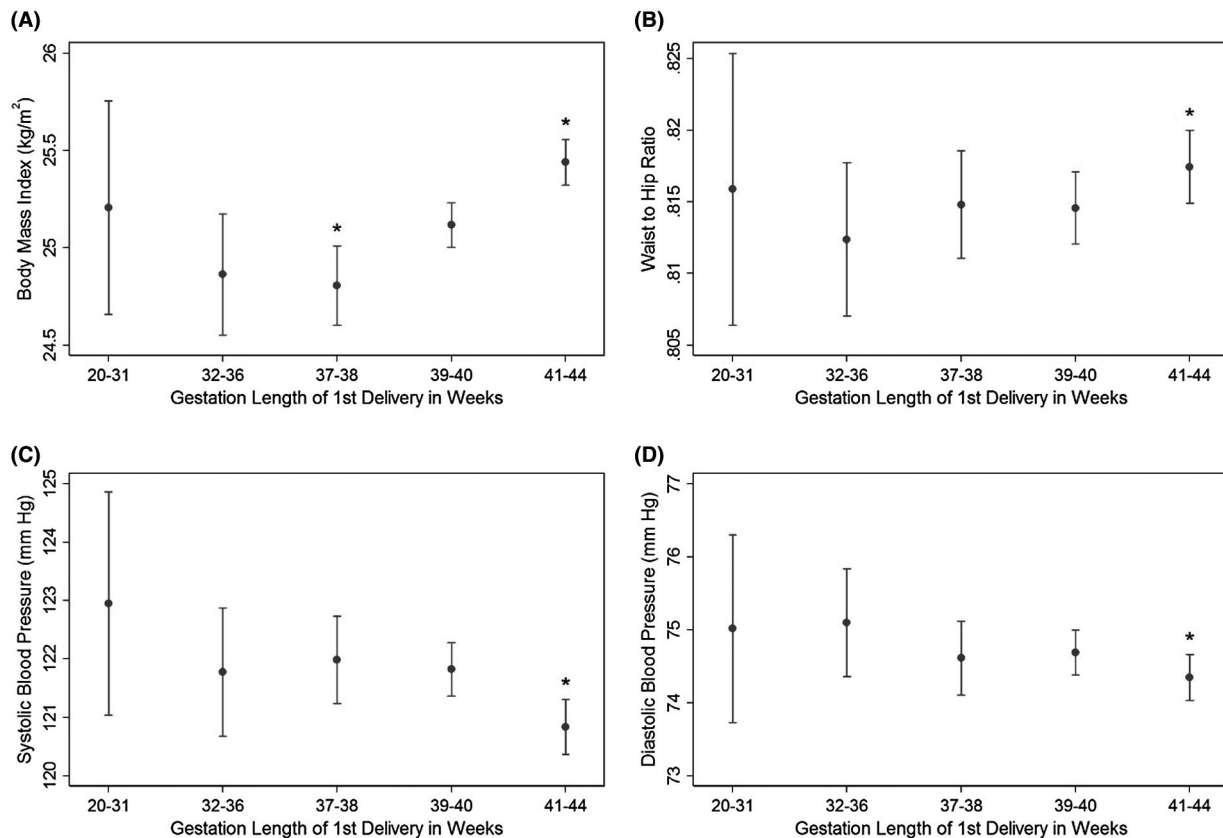 (A)
26
25.5
25
24.5
Body Mass Index (kg/m²)
*
*
20-31 32-36 37-38 39-40 41-44
Gestation Length of 1st Delivery in Weeks
(B)
.825
.82
.815
.81
.805
Waist to Hip Ratio
*
20-31 32-36 37-38 39-40 41-44
Gestation Length of 1st Delivery in Weeks
(C)
125
124
123
122
121
120
Systolic Blood Pressure (mm Hg)
*
20-31 32-36 37-38 39-40 41-44
Gestation Length of 1st Delivery in Weeks
(D)
77
76
75
74
73
Diastolic Blood Pressure (mm Hg)
*
20-31 32-36 37-38 39-40 41-44
Gestation Length of 1st Delivery in Weeks